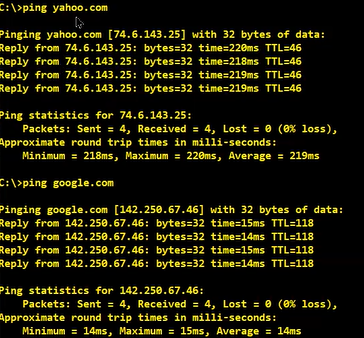 C:\>ping yahoo.com
Pinging yahoo.com [74.6.143.25] with 32 bytes of data:
Reply from 74.6.143.25: bytes=32 time=220ms TTL=46
Reply from 74.6.143.25: bytes=32 time=218ms TTL=46
Reply from 74.6.143.25: bytes=32 time=219ms TTL=46
Reply from 74.6.143.25: bytes=32 time=219ms TTL=46
Ping statistics for 74.6.143.25:
Packets: Sent = 4, Received = 4, Lost = 0 (0% loss),
Approximate round trip times in milli-seconds:
Minimum = 218ms, Maximum = 220ms, Average = 219ms
C:\>ping google.com
Pinging google.com [142.250.67.46] with 32 bytes of data:
Reply from 142.250.67.46: bytes=32 time=15ms TTL=118
Reply from 142.250.67.46: bytes=32 time=14ms TTL=118
Reply from 142.250.67.46: bytes=32 time=15ms TTL=118
Reply from 142.250.67.46: bytes=32 time=14ms TTL=118
Ping statistics for 142.250.67.46:
Packets: Sent = 4, Received = 4, Lost = 0 (0% loss),
Approximate round trip times in milli-seconds:
Minimum = 14ms, Maximum = 15ms, Average = 14ms